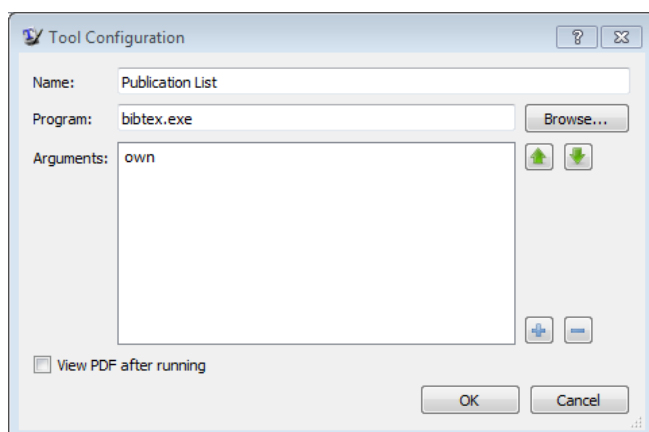 Tool Configuration
Name: Publication List
Program: bibtex.exe Browse...
Arguments: own
View PDF after running
OK Cancel